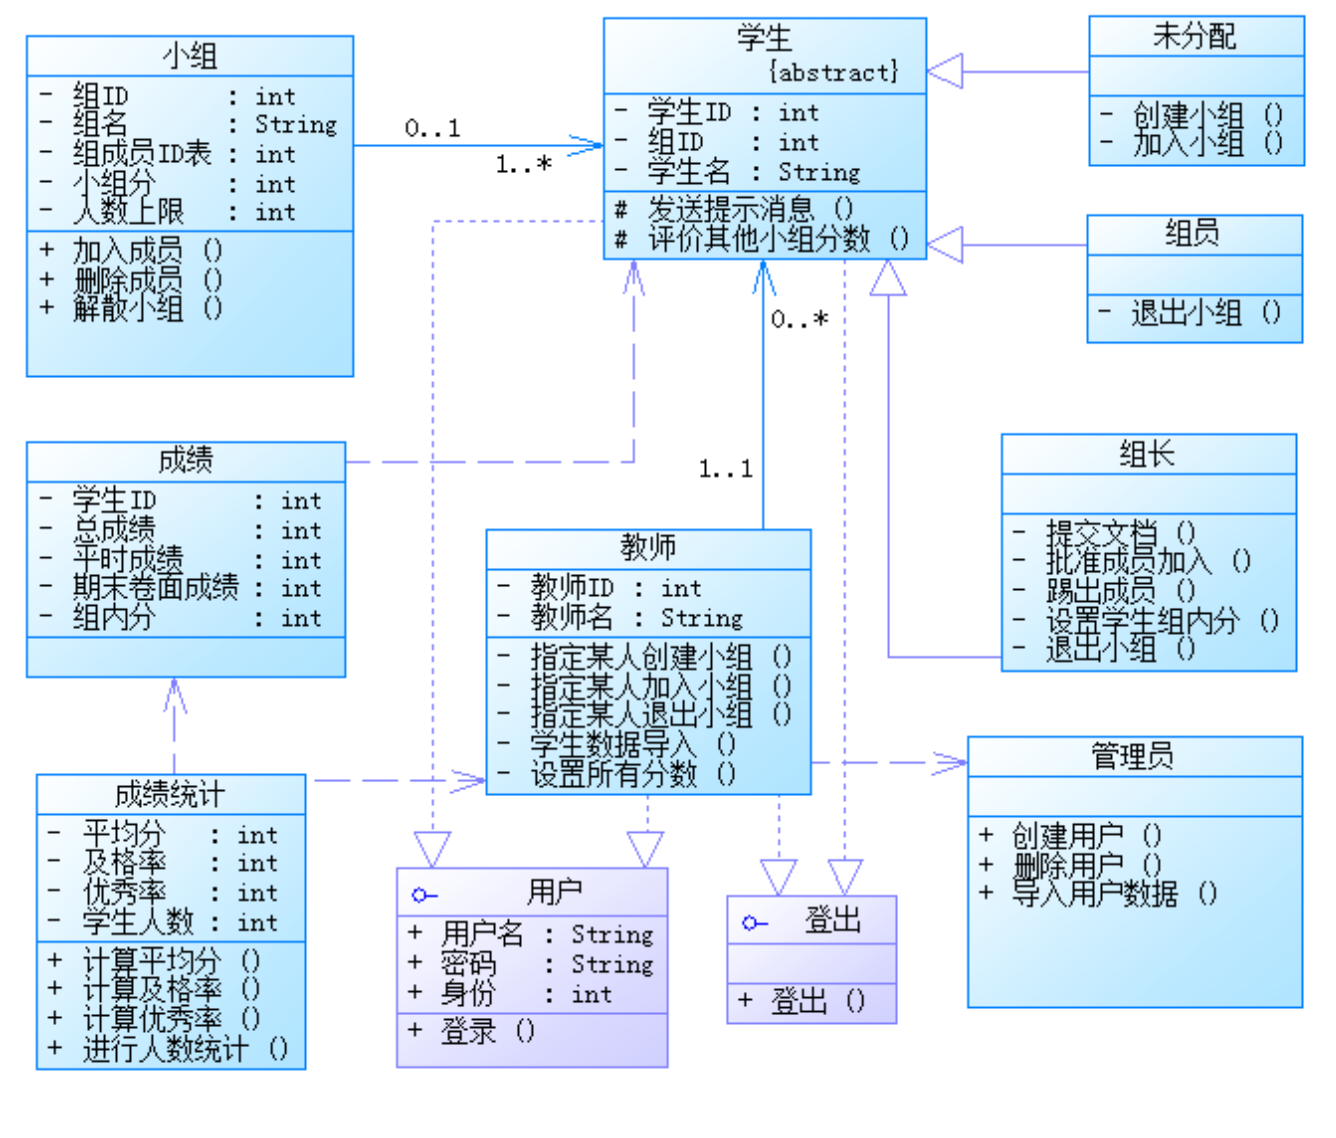 小组
- 组ID : int
- 组名 : String
- 组成员ID表 : int
- 小组分 : int
- 人数上限 : int
+ 加入成员 ()
+ 删除成员 ()
+ 解散小组 ()
0..1
1..*
学生
{abstract}
- 学生ID : int
- 组ID : int
- 学生名 : String
# 发送提示消息 ()
# 评价其他小组分数 ()
未分配
- 创建小组 ()
- 加入小组 ()
组员
- 退出小组 ()
0..*
1..1
组长
- 提交文档 ()
- 批准成员加入 ()
- 踢出成员 ()
- 设置学生组内分 ()
- 退出小组 ()
成绩
- 学生ID : int
- 总成绩 : int
- 平时成绩 : int
- 期末卷面成绩 : int
- 组内分 : int
教师
- 教师ID : int
- 教师名 : String
- 指定某人创建小组 ()
- 指定某人加入小组 ()
- 指定某人退出小组 ()
- 学生数据导入 ()
- 设置所有分数 ()
管理员
+ 创建用户 ()
+ 删除用户 ()
+ 导入用户数据 ()
成绩统计
- 平均分 : int
- 及格率 : int
- 优秀率 : int
- 学生人数 : int
+ 计算平均分 ()
+ 计算及格率 ()
+ 计算优秀率 ()
+ 进行人数统计 ()
用户
+ 用户名 : String
+ 密码 : String
+ 身份 : int
+ 登录 ()
登出
+ 登出 ()